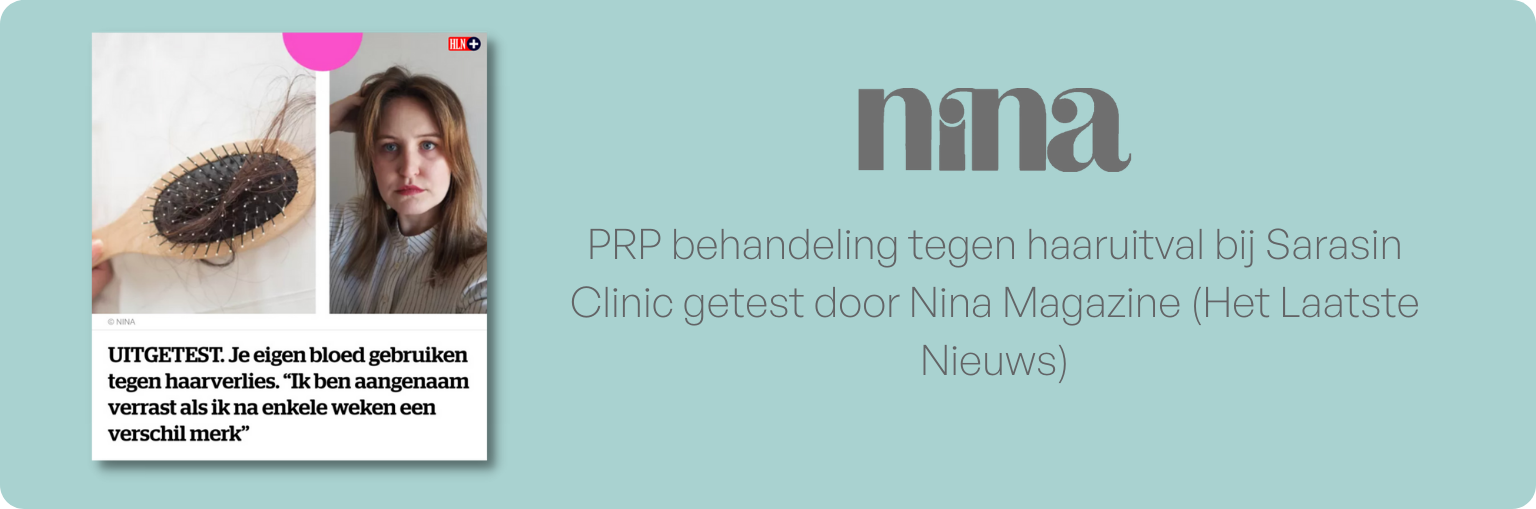 HLN+
© NINA
UITGETEST. Je eigen bloed gebruiken
tegen haarverlies. “Ik ben aangenaam
verrast als ik na enkele weken een
verschil merk”
nina
PRP behandeling tegen haaruitval bij Sarasin
Clinic getest door Nina Magazine (Het Laatste
Nieuws)